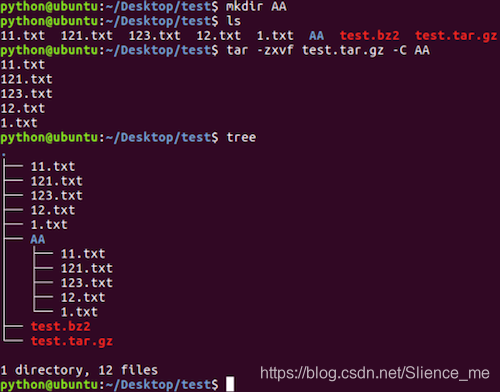 python@ubuntu:~/Desktop/test$ mkdir AA
python@ubuntu:~/Desktop/test$ ls
11.txt  121.txt  123.txt  12.txt  1.txt  AA  test.bz2  test.tar.gz
python@ubuntu:~/Desktop/test$ tar -zxvf test.tar.gz -C AA
11.txt
121.txt
123.txt
12.txt
1.txt
python@ubuntu:~/Desktop/test$ tree
.
├── 11.txt
├── 121.txt
├── 123.txt
├── 12.txt
├── 1.txt
├── AA
│   ├── 11.txt
│   ├── 121.txt
│   ├── 123.txt
│   ├── 12.txt
│   └── 1.txt
├── test.bz2
└── test.tar.gz
1 directory, 12 files
python@ubuntu:~/Desktop/test$
https://blog.csdn.net/Slience_me